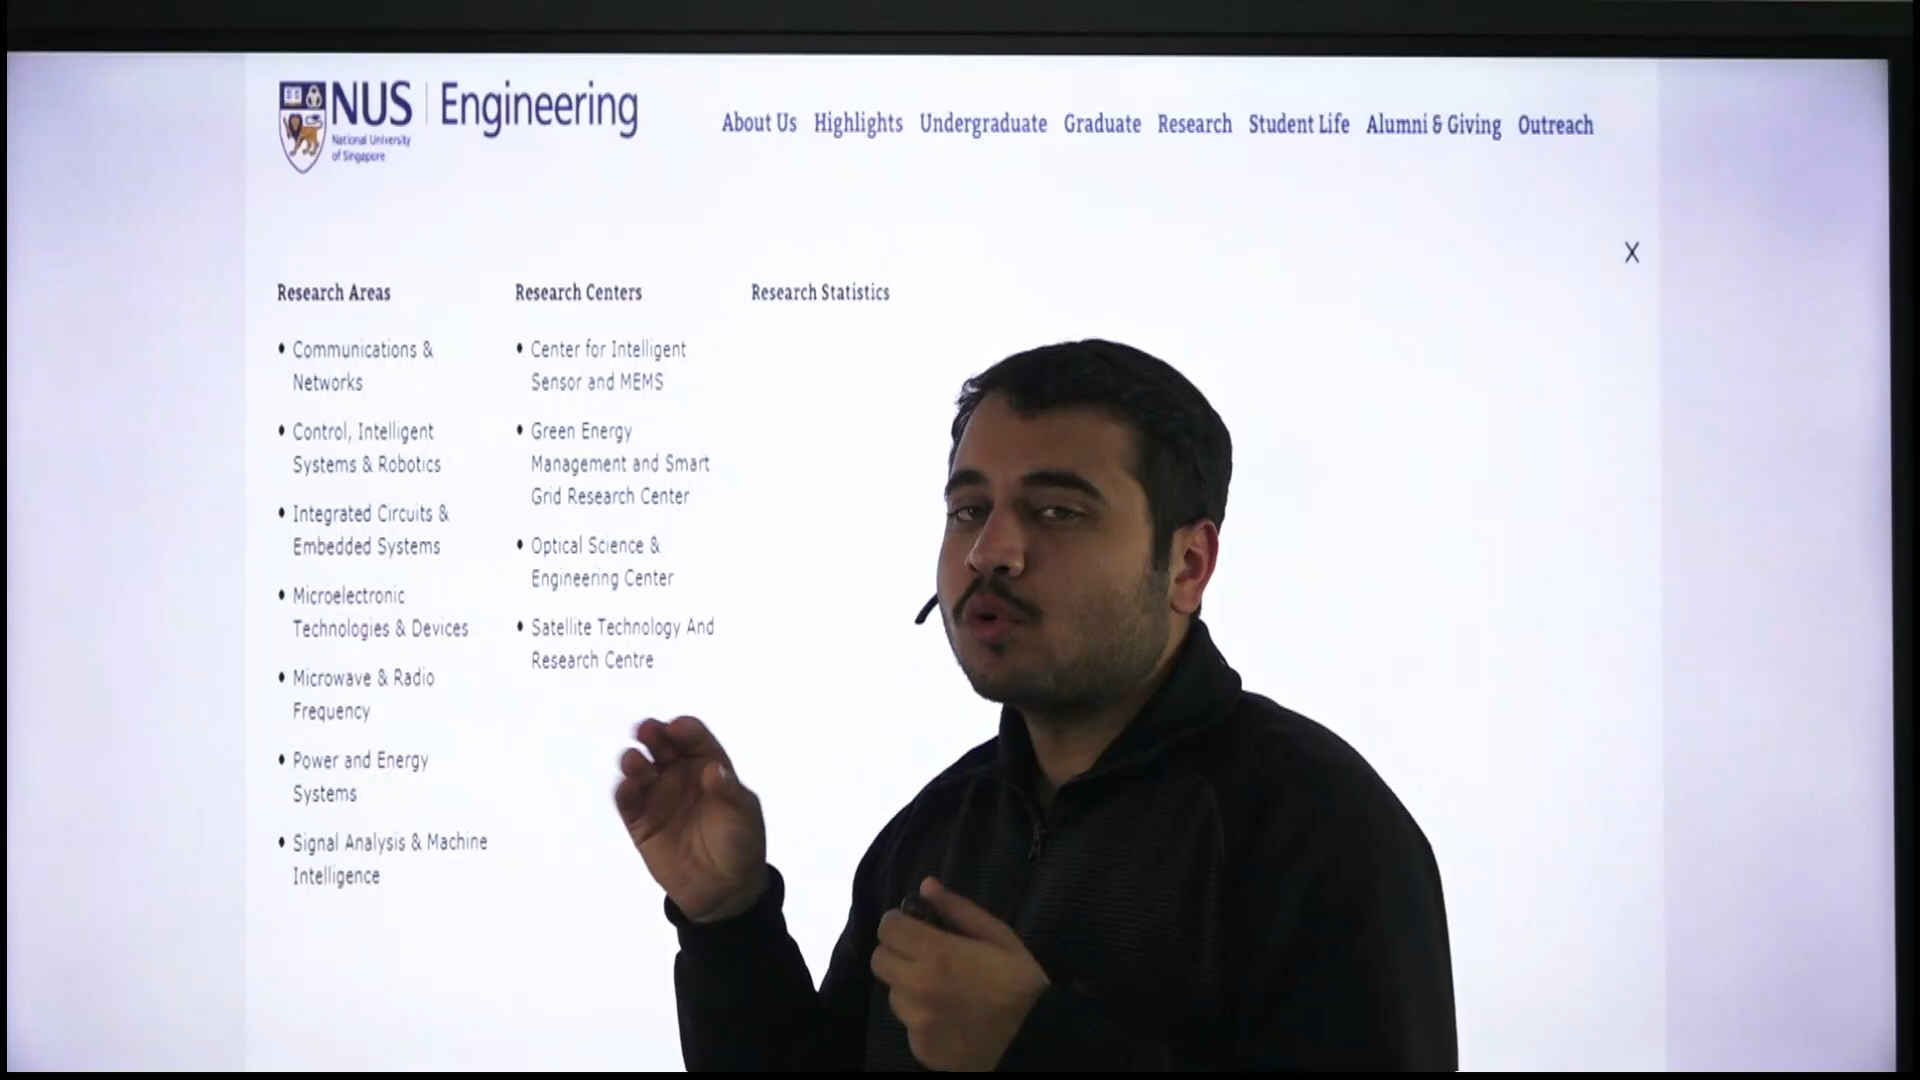 NUS | Engineering
National University
of Singapore
About Us Highlights Undergraduate Graduate Research Student Life Alumni & Giving Outreach
X
Research Areas
• Communications &
Networks
• Control, Intelligent
Systems & Robotics
• Integrated Circuits &
Embedded Systems
• Microelectronic
Technologies & Devices
• Microwave & Radio
Frequency
• Power and Energy
Systems
• Signal Analysis & Machine
Intelligence
Research Centers
• Center for Intelligent
Sensor and MEMS
• Green Energy
Management and Smart
Grid Research Center
• Optical Science &
Engineering Center
• Satellite Technology And
Research Centre
Research Statistics